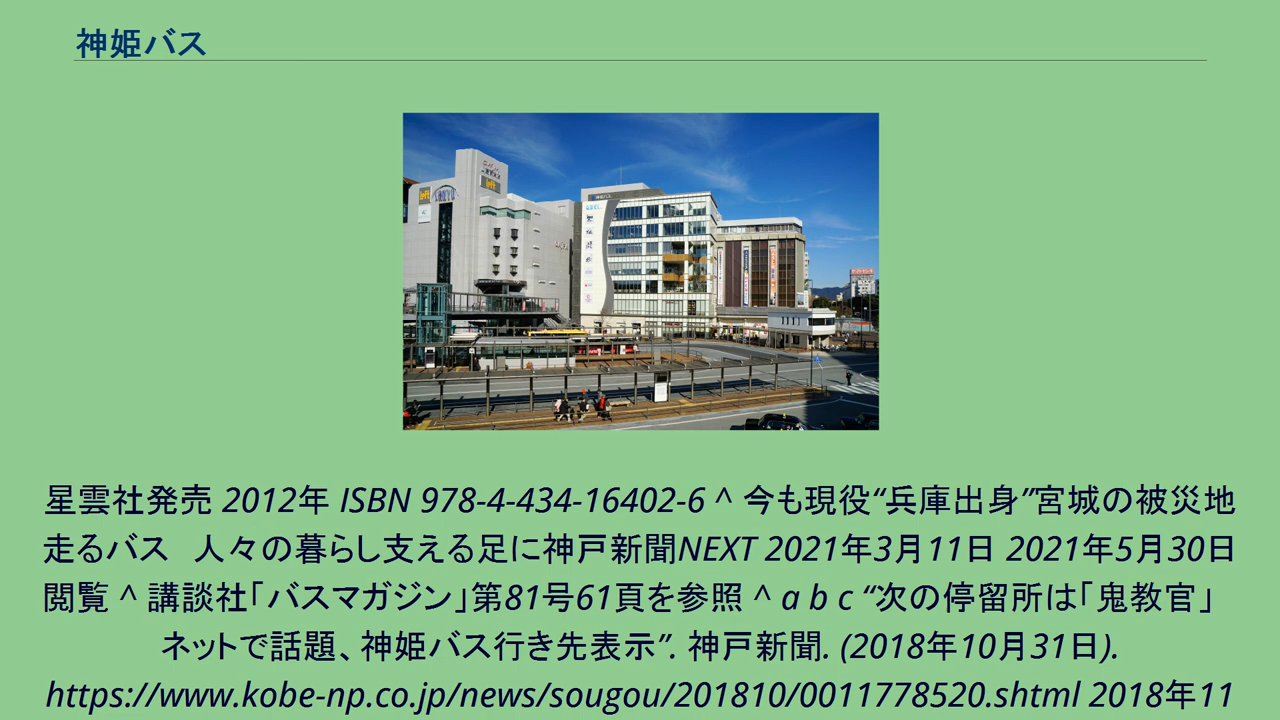 神姫バス
神姫バス
星雲社発売 2012年 ISBN 978-4-434-16402-6 ^ 今も現役“兵庫出身”宮城の被災地
走るバス　人々の暮らし支える足に神戸新聞NEXT 2021年3月11日 2021年5月30日
閲覧 ^ 講談社「バスマガジン」第81号61頁を参照 ^ a b c “次の停留所は「鬼教官」
ネットで話題、神姫バス行き先表示”. 神戸新聞. (2018年10月31日).
https://www.kobe-np.co.jp/news/sougou/201810/0011778520.shtml 2018年11